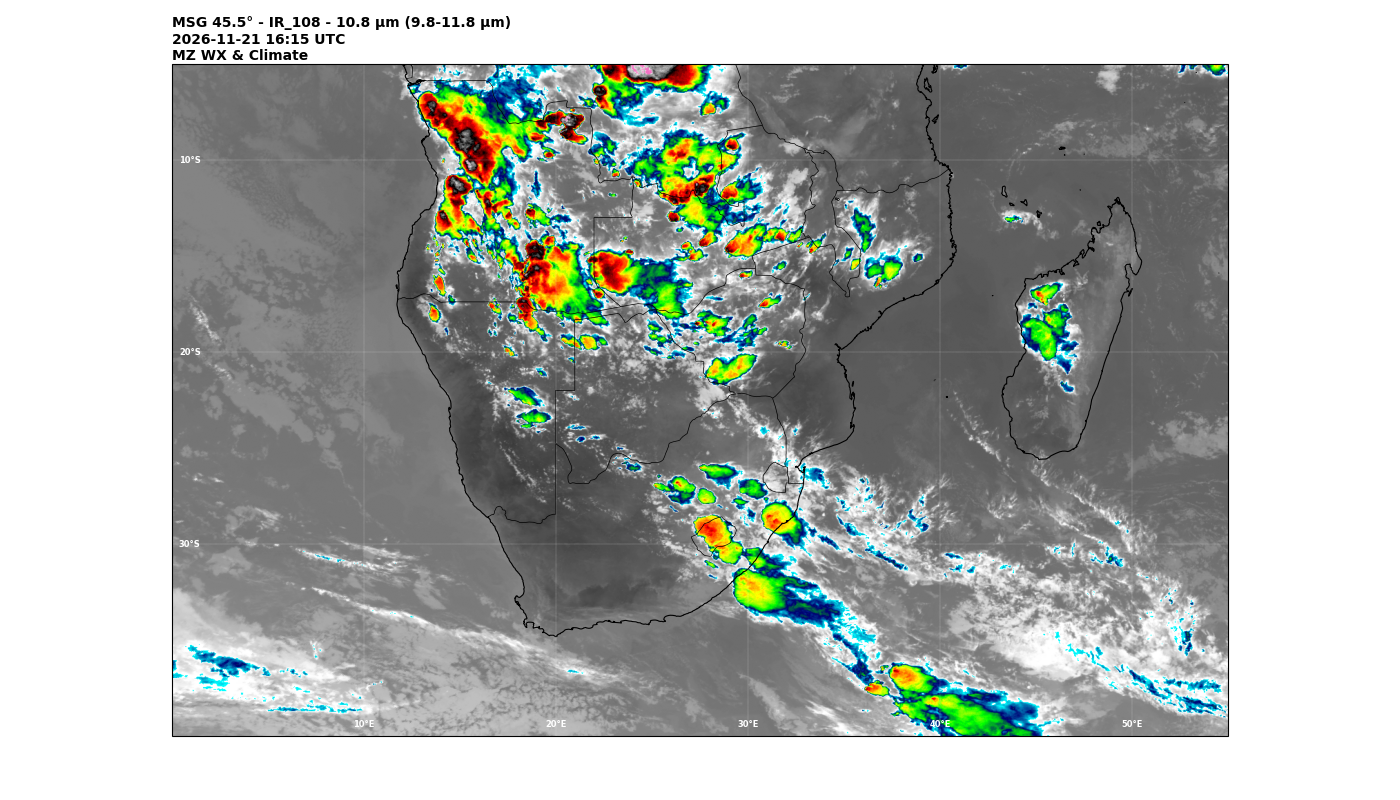 MSG 45.5° - IR_108 - 10.8 µm (9.8-11.8 µm)
2026-11-21 16:15 UTC
MZ WX & Climate
10°S
20°S
30°S
10°E
20°E
30°E
40°E
50°E